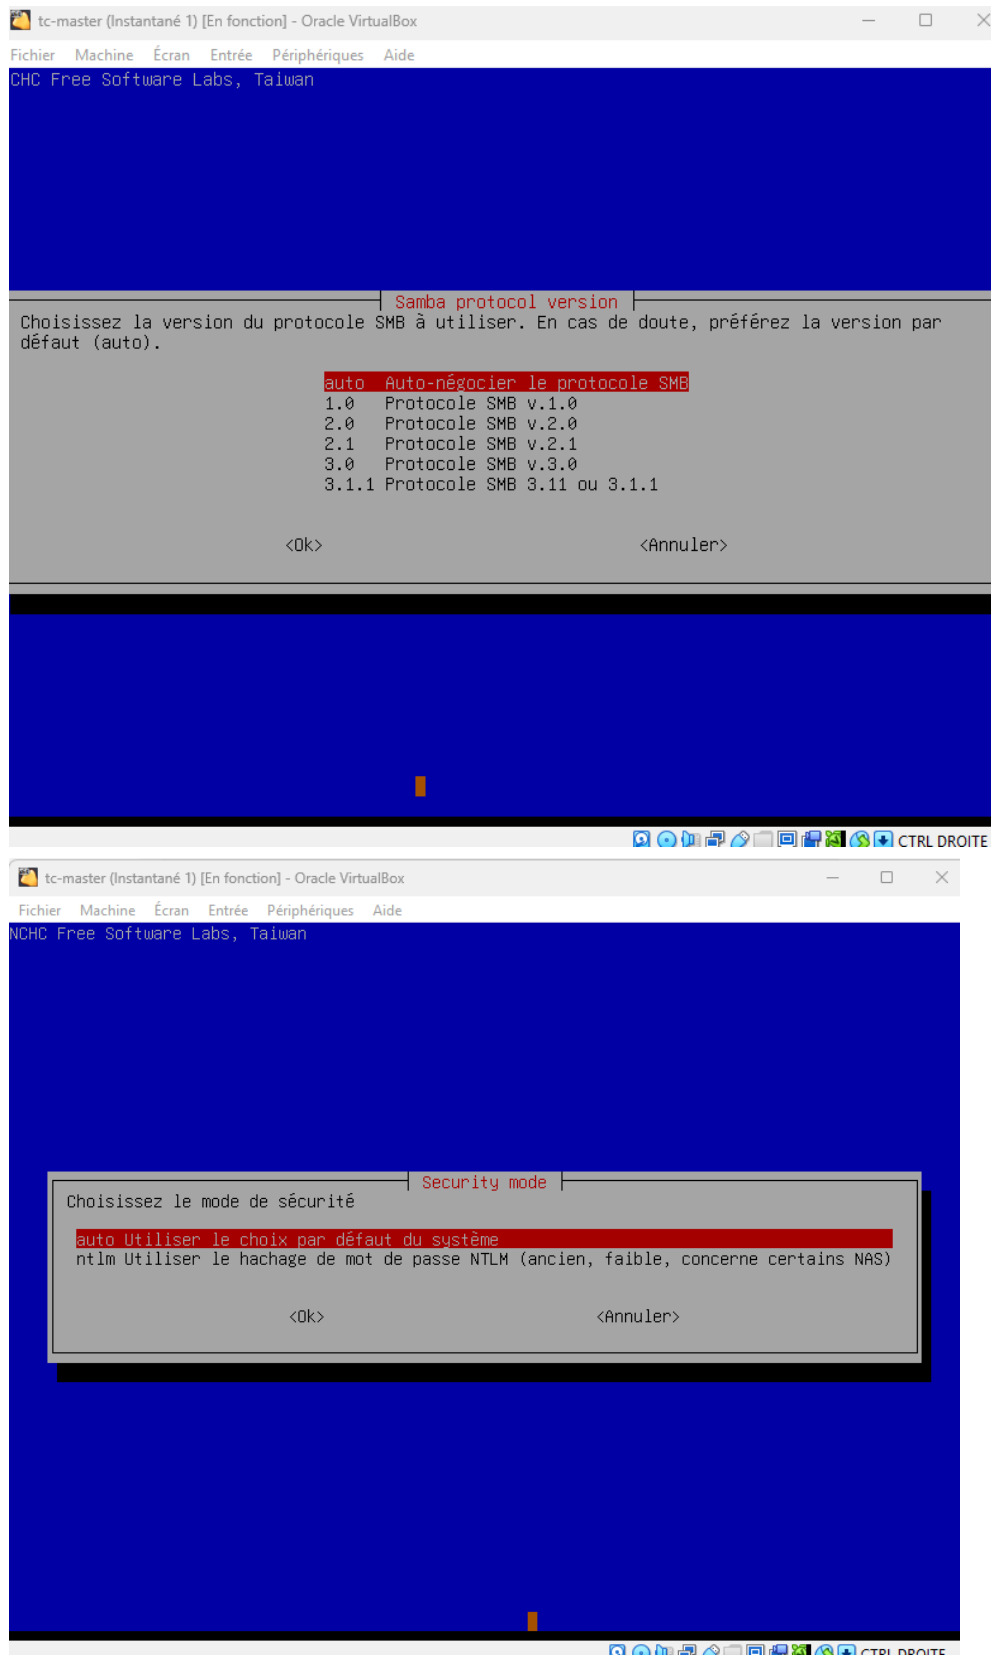 tc-master (Instantané 1) [En fonction] - Oracle VirtualBox
Fichier Machine Écran Entrée Périphériques Aide
CHC Free Software Labs, Taiwan
Samba protocol version
Choisissez la version du protocole SMB à utiliser. En cas de doute, préférez la version par
défaut (auto).
auto Auto-négocier le protocole SMB
1.0 Protocole SMB v.1.0
2.0 Protocole SMB v.2.0
2.1 Protocole SMB v.2.1
3.0 Protocole SMB v.3.0
3.1.1 Protocole SMB 3.11 ou 3.1.1
<Ok> <Annuler>
CTRL DROITE
tc-master (Instantané 1) [En fonction] - Oracle VirtualBox
Fichier Machine Écran Entrée Périphériques Aide
NCHC Free Software Labs, Taiwan
Security mode
Choisissez le mode de sécurité
auto Utiliser le choix par défaut du système
ntlm Utiliser le hachage de mot de passe NTLM (ancien, faible, concerne certains NAS)
<Ok> <Annuler>
CTRL DROITE